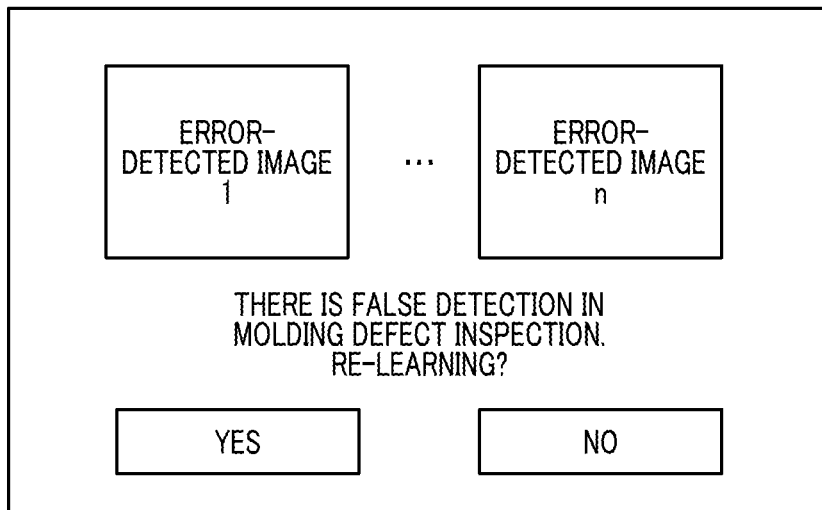 ERROR-
DETECTED IMAGE
1
...
ERROR-
DETECTED IMAGE
n
THERE IS FALSE DETECTION IN
MOLDING DEFECT INSPECTION.
RE-LEARNING?
YES
NO